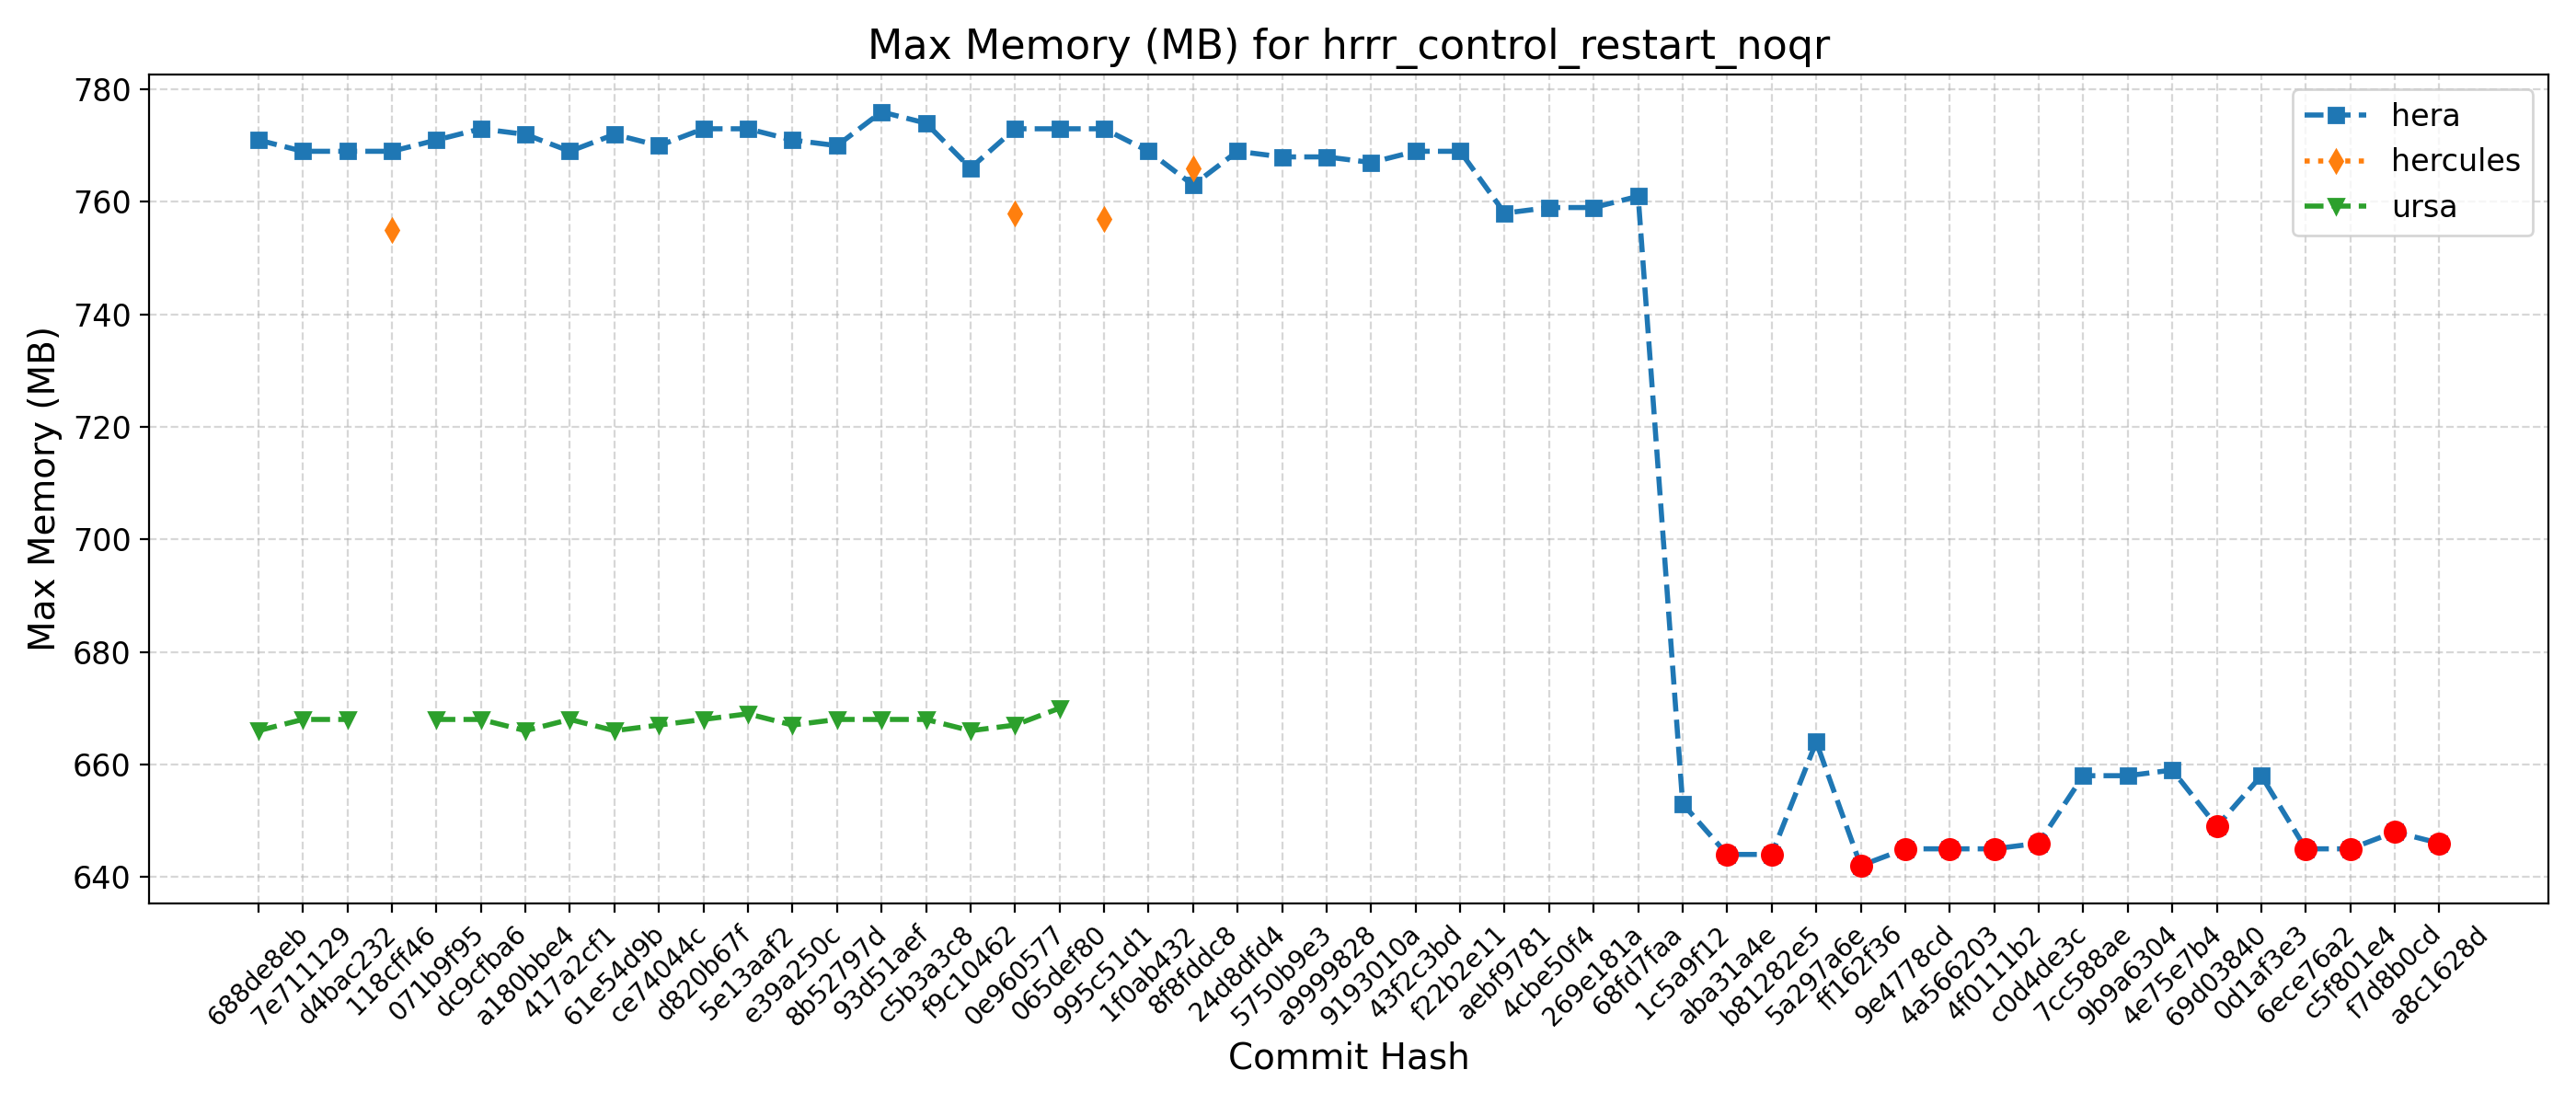 Max Memory (MB) for hrrr_control_restart_noqr
Max Memory (MB)
780
760
740
720
700
680
660
640
hera
hercules
ursa
688de8eb
7e711129
d4bac232
118cff46
071b9f95
dc9cfba6
a180bbe4
417a2cf1
61e54d9b
ce74044c
d820b67f
5e13aaf2
e39a250c
8b52797d
93d51aef
c5b3a3c8
f9c10462
0e960577
065def80
995c51d1
1f0ab432
8f8fddc8
24d8dfd4
5750b9e3
a9999828
9193010a
43f2c3bd
f22b2e11
aebf9781
4cbe50f4
269e181a
68fd7faa
1c5a9f12
aba31a4e
b81282e5
5a297a6e
ff162f36
9e4778cd
4a566203
4f0111b2
c0d4de3c
7cc588ae
9b9a6304
4e75e7b4
69d03840
0d1af3e3
6ece76a2
c5f801e4
f7d8b0cd
a8c1628d
Commit Hash